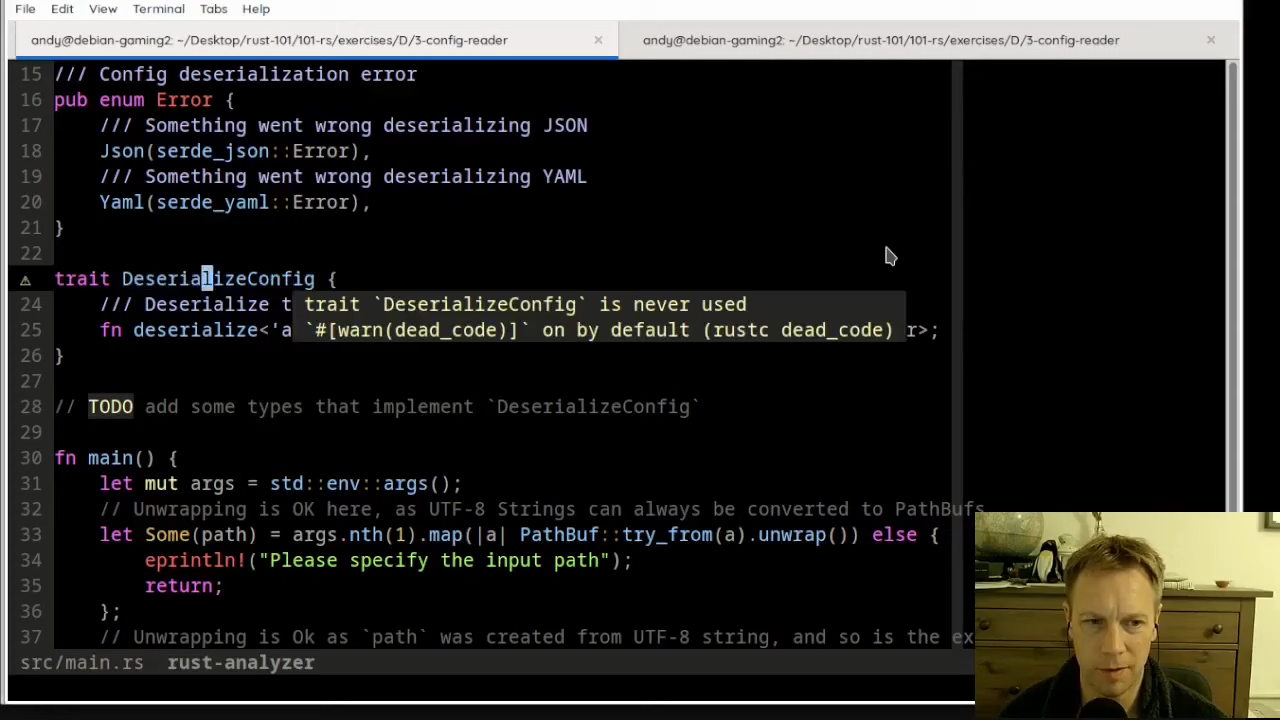 File Edit View Terminal Tabs Help
andy@debian-gaming2: ~/Desktop/rust-101/101-rs/exercises/D/3-config-reader × andy@debian-gaming2: ~/Desktop/rust-101/101-rs/exercises/D/3-config-reader ×
15 /// Config deserialization error
16 pub enum Error {
17 /// Something went wrong deserializing JSON
18 Json(serde_json::Error),
19 /// Something went wrong deserializing YAML
20 Yaml(serde_yaml::Error),
21 }
22
⚠ trait DeserializeConfig {
24 /// Deserialize t trait `DeserializeConfig` is never used
25 fn deserialize<'a `#[warn(dead_code)]` on by default (rustc dead_code) r>;
26 }
27
28 // TODO add some types that implement `DeserializeConfig`
29
30 fn main() {
31 let mut args = std::env::args();
32 // Unwrapping is OK here, as UTF-8 Strings can always be converted to PathBufs
33 let Some(path) = args.nth(1).map(|a| PathBuf::try_from(a).unwrap()) else {
34 eprintln!("Please specify the input path");
35 return;
36 };
37 // Unwrapping is Ok as `path` was created from UTF-8 string, and so is the ex
src/main.rs rust-analyzer